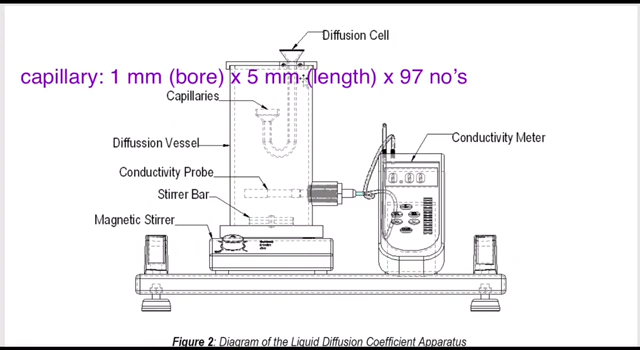 Diffusion Cell
capillary: 1 mm (bore) x 5 mm (length) x 97 no's
Capillaries
Diffussion Vessel
Conductivity Meter
Conductivity Probe
Stirrer Bar
Magnetic Stirrer
Figure 2: Diagram of the Liquid Diffusion Coefficient Apparatus